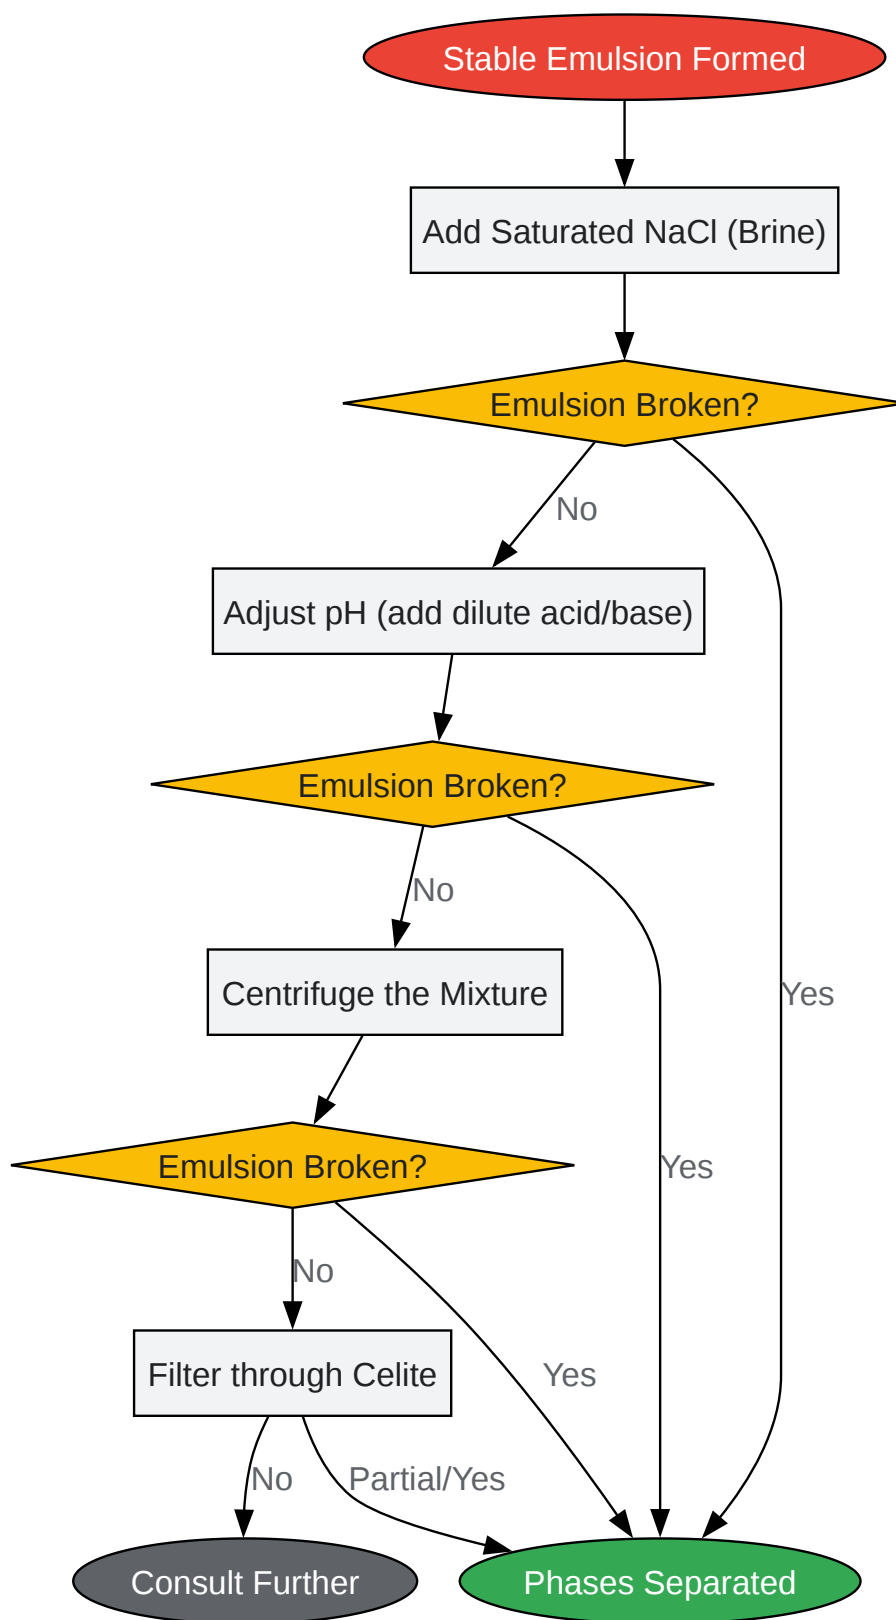 Stable Emulsion Formed
Add Saturated NaCl (Brine)
Emulsion Broken?
No
Adjust pH (add dilute acid/base)
Emulsion Broken?
No
Centrifuge the Mixture
Yes
Emulsion Broken?
Yes
No
Filter through Celite
Yes
No
Partial/Yes
Consult Further
Phases Separated